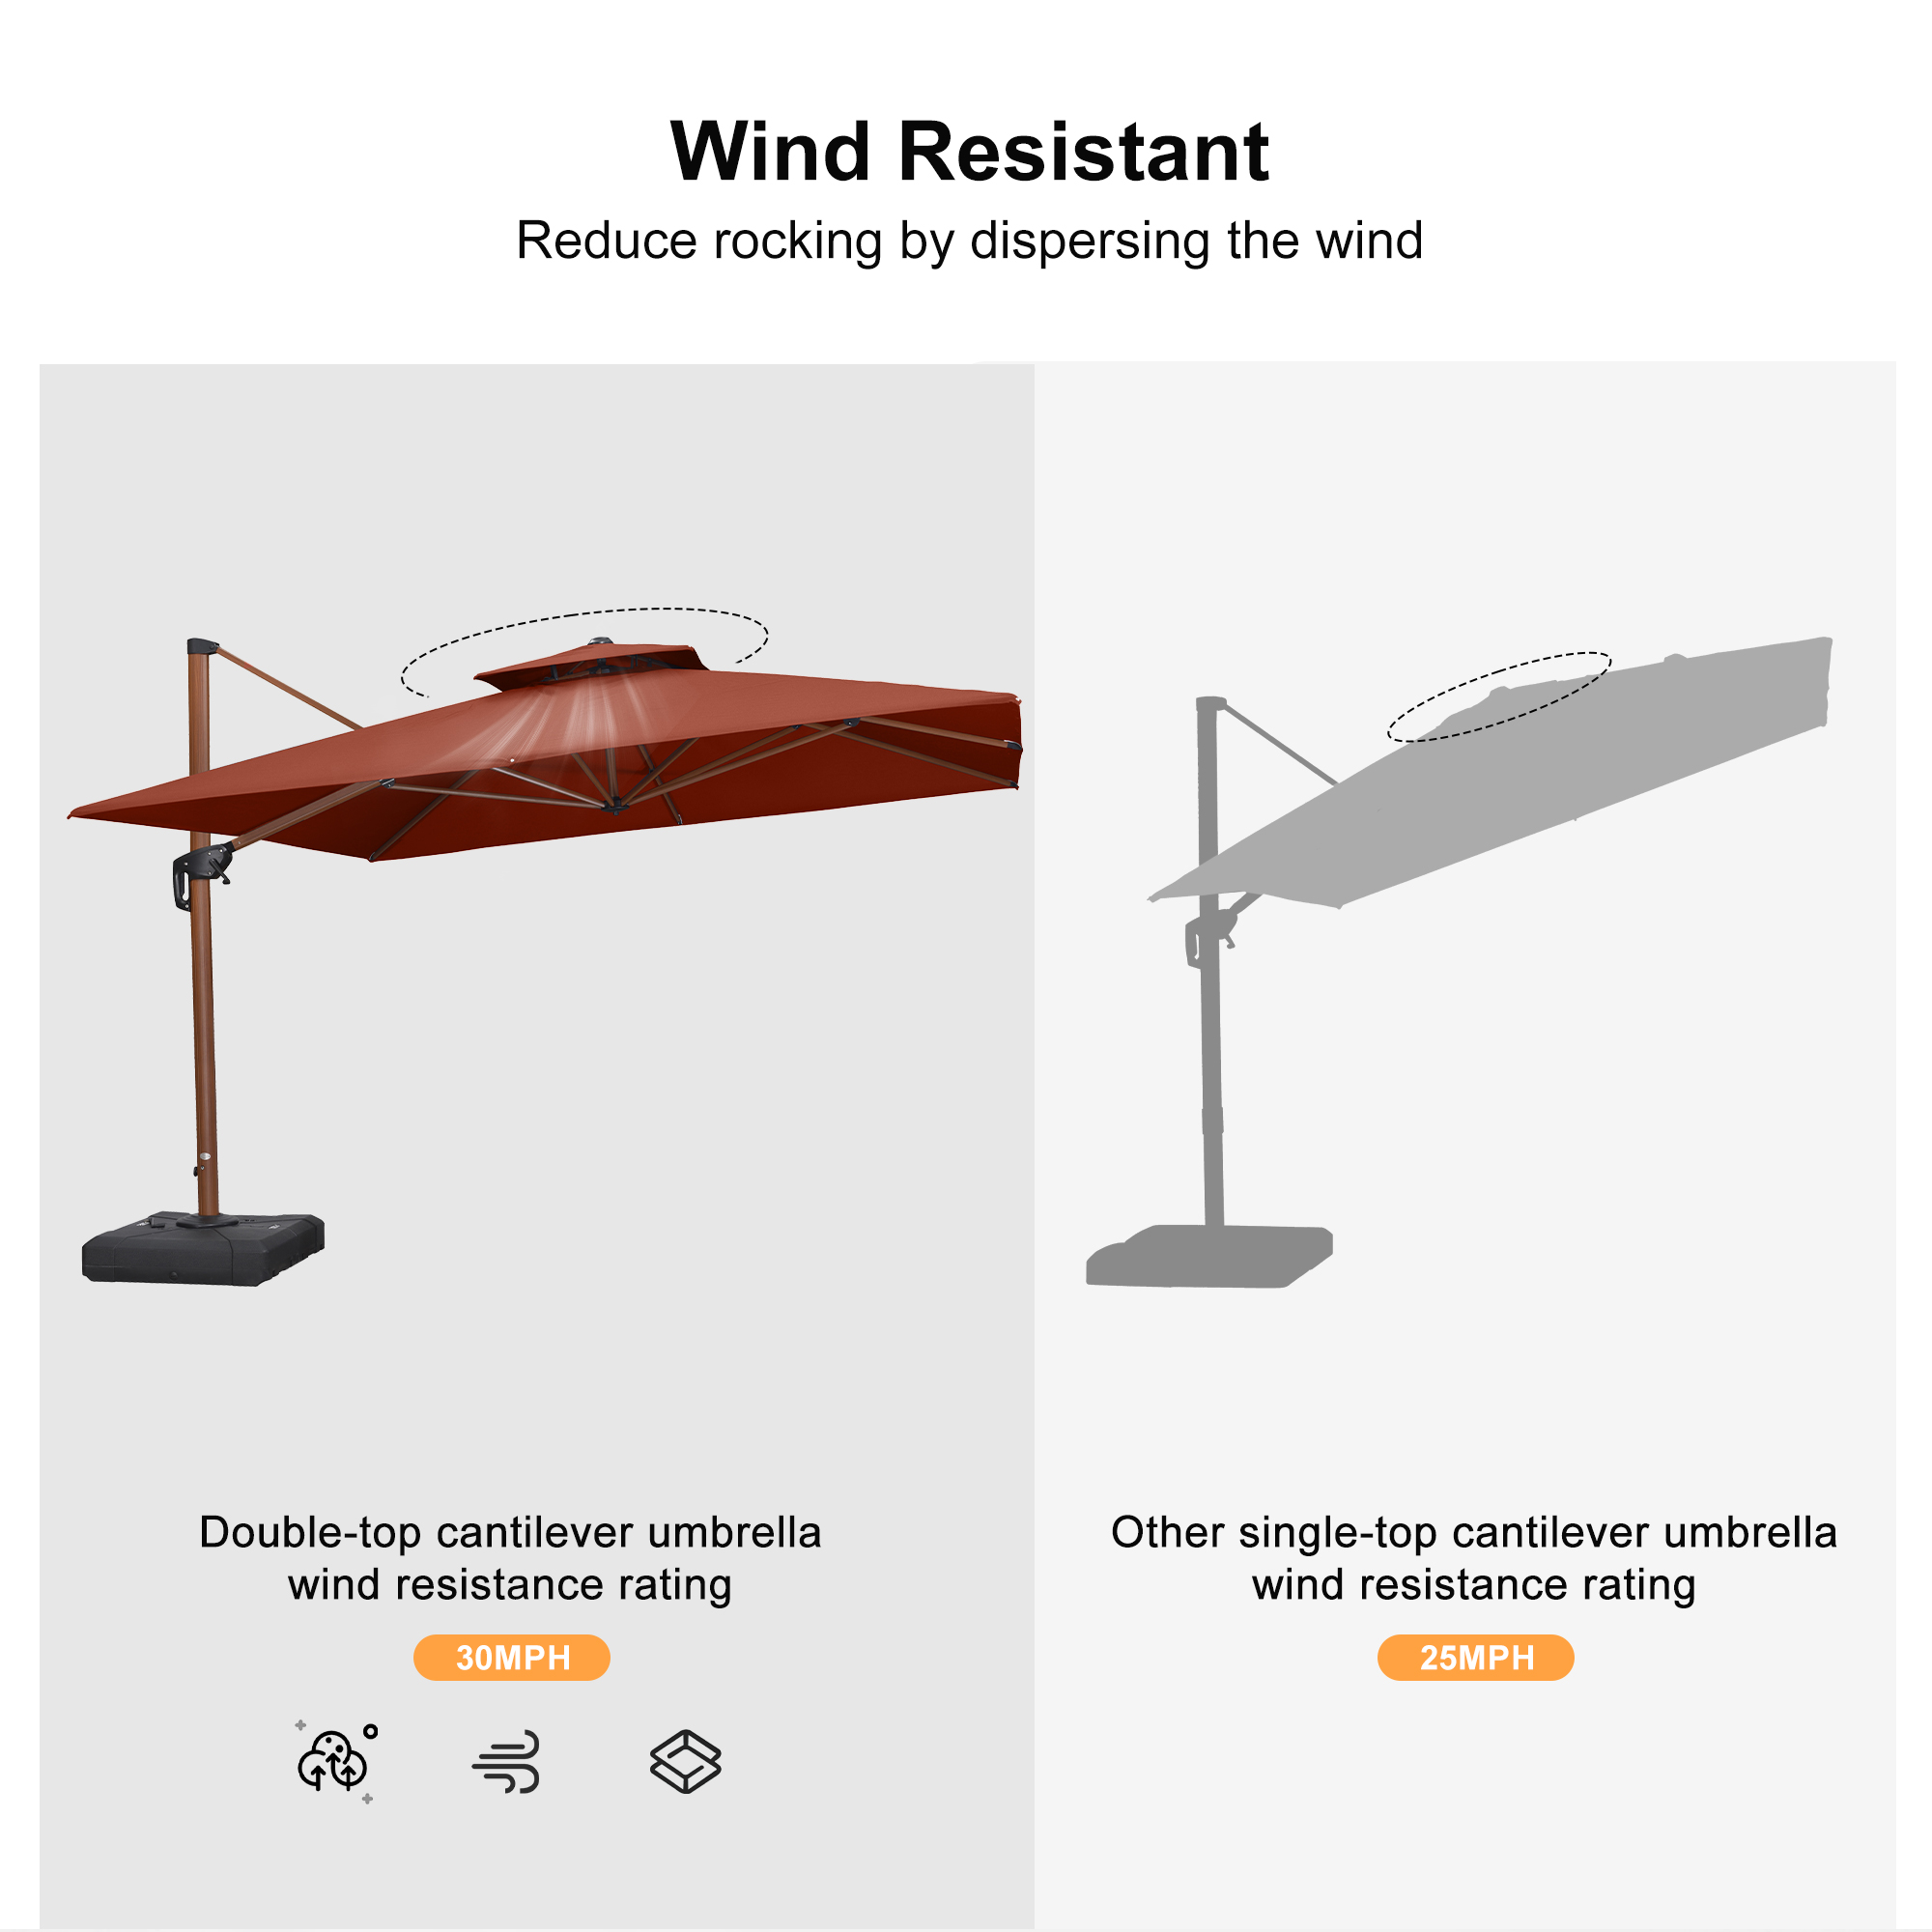 Wind Resistant
Reduce rocking by dispersing the wind
Double-top cantilever umbrella
wind resistance rating
30MPH
Other single-top cantilever umbrella
wind resistance rating
25MPH